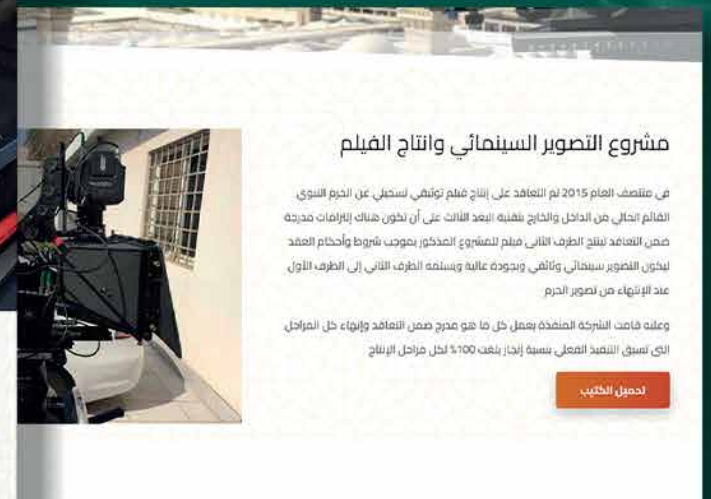 مشروع التصوير السينمائي وانتاج الفيلم
في منتصف العام 2015 تم التعاقد على إنتاج فيلم توثيقي تسجيلي عن الحرم النبوي
القائم الحالي من الداخل والخارج بتقنية البعد الثالث على أن تكون هناك إلتزامات مدرجة
ضمن التعاقد لينتج الطرف الثاني فيلم للمشروع المذكور بموجب شروط وأحكام العقد
ليكون التصوير سينمائي وثائقي وبجودة عالية ويسلمه الطرف الثاني إلى الطرف الأول
عند الإنتهاء من تصوير الحرم
وعليه قامت الشركة المنفذة بعمل كل ما هو مدرج ضمن التعاقد وإنهاء كل المراحل
التي تسبق التنفيذ الفعلي بنسبة إنجاز بلغت 100% لكل مراحل الإنتاج
تحميل الكتيب